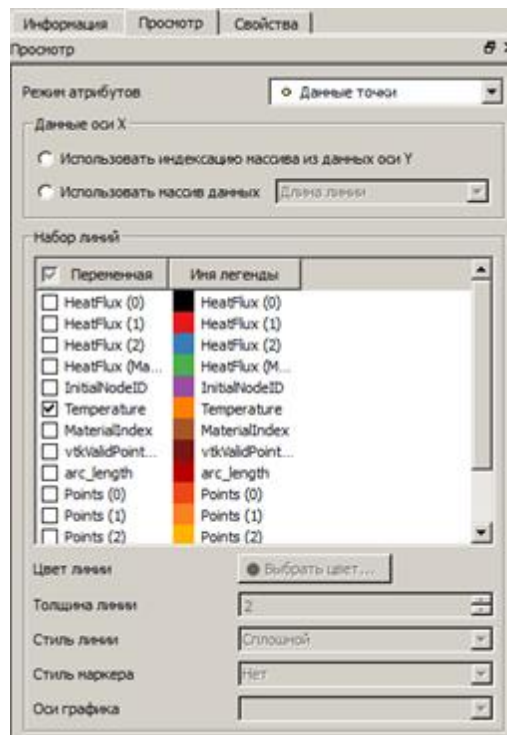 Информация Просмотр Свойства
Просмотр
Режим атрибутов Данные точки
Данные оси X
Использовать индексацию массива из данных оси Y
Использовать массив данных Длина линии
Набор линий
Переменная Имя легенды
HeatFlux (0) HeatFlux (0)
HeatFlux (1) HeatFlux (1)
HeatFlux (2) HeatFlux (2)
HeatFlux (Ma... HeatFlux (M...
InitialNodeID InitialNodeID
Temperature Temperature
MaterialIndex MaterialIndex
vtkValidPoint... vtkValidPoint...
arc_length arc_length
Points (0) Points (0)
Points (1) Points (1)
Points (2) Points (2)
Цвет линии Выбрать цвет...
Толщина линии 2
Стиль линии Сплошной
Стиль маркера Нет
Оси графика